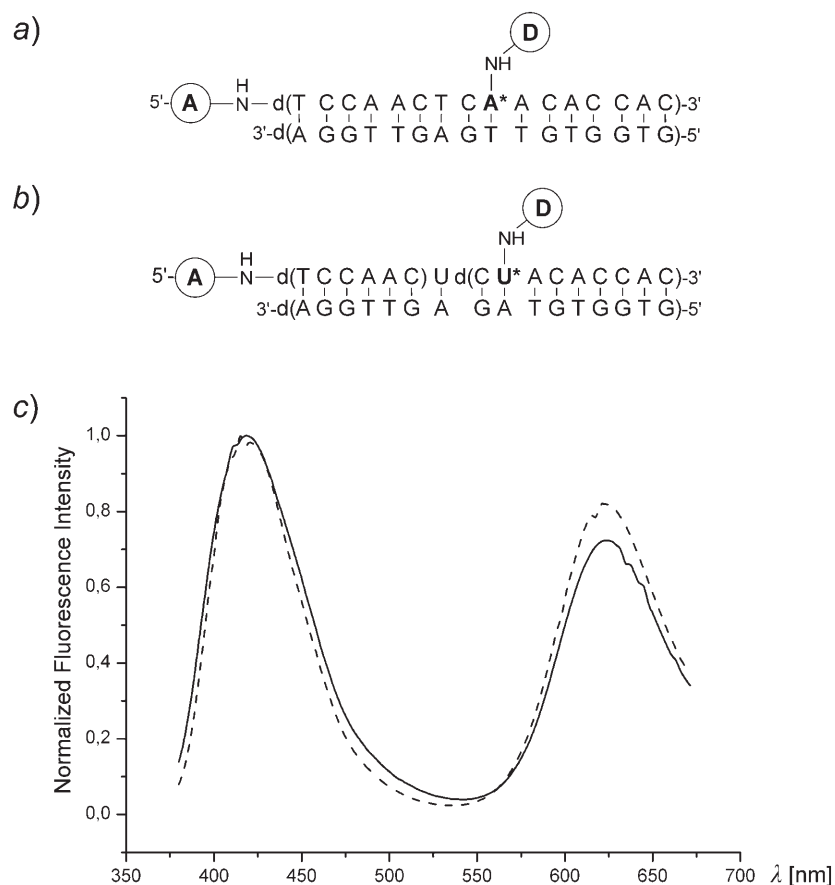 a)
D
NH
H
5'- A N d(T C C A A C T C A* A C A C C A C)-3'
3'-d(A G G T T G A G T T G T G G T G)-5'
b)
D
NH
H
5'- A N d(T C C A A C) U d(C U* A C A C C A C)-3'
3'-d(A G G T T G A G A T G T G G T G)-5'
c)
Normalized Fluorescence Intensity
1,0
0,8
0,6
0,4
0,2
0,0
350 400 450 500 550 600 650 700 λ [nm]